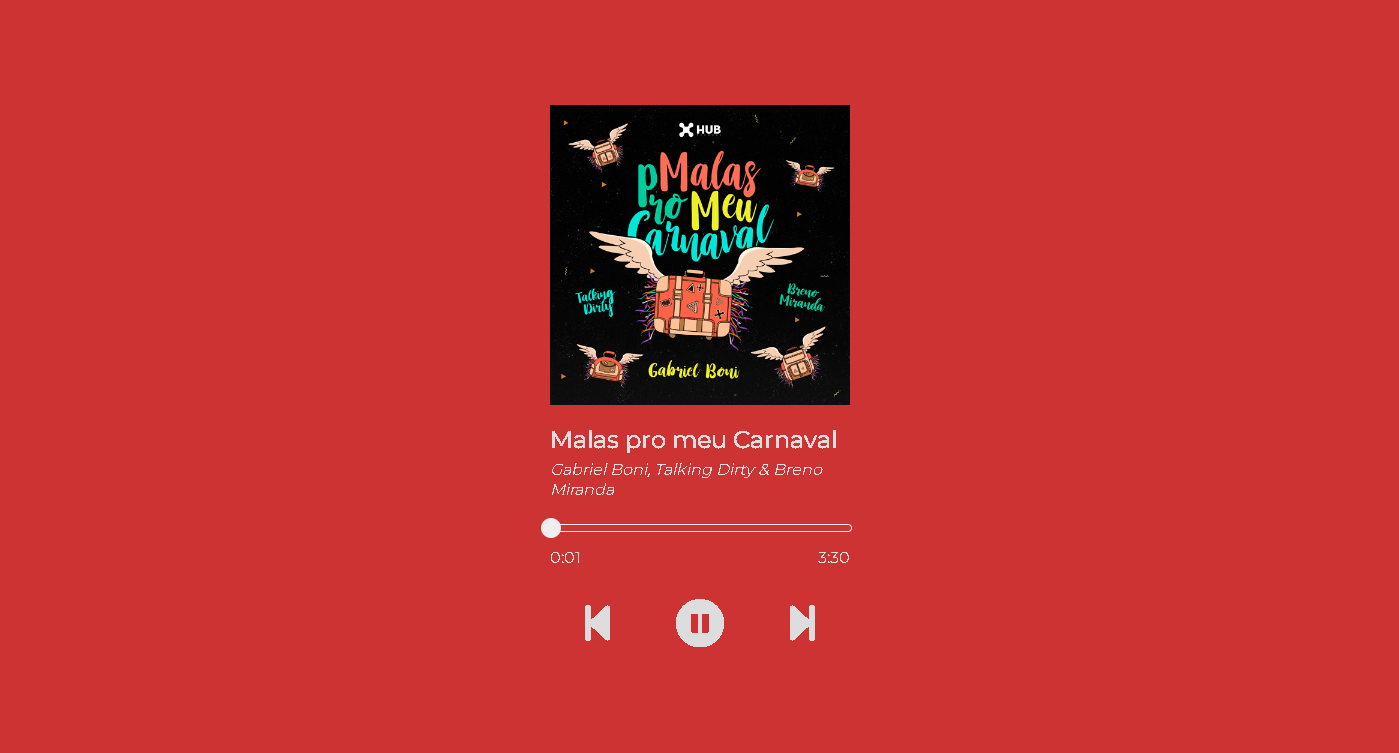 HUB
pMalas
pro Meu
Carnaval
Talking
Dirty
Breno
Miranda
Gabriel Boni
Malas pro meu Carnaval
Gabriel Boni, Talking Dirty & Breno
Miranda
0:01
3:30